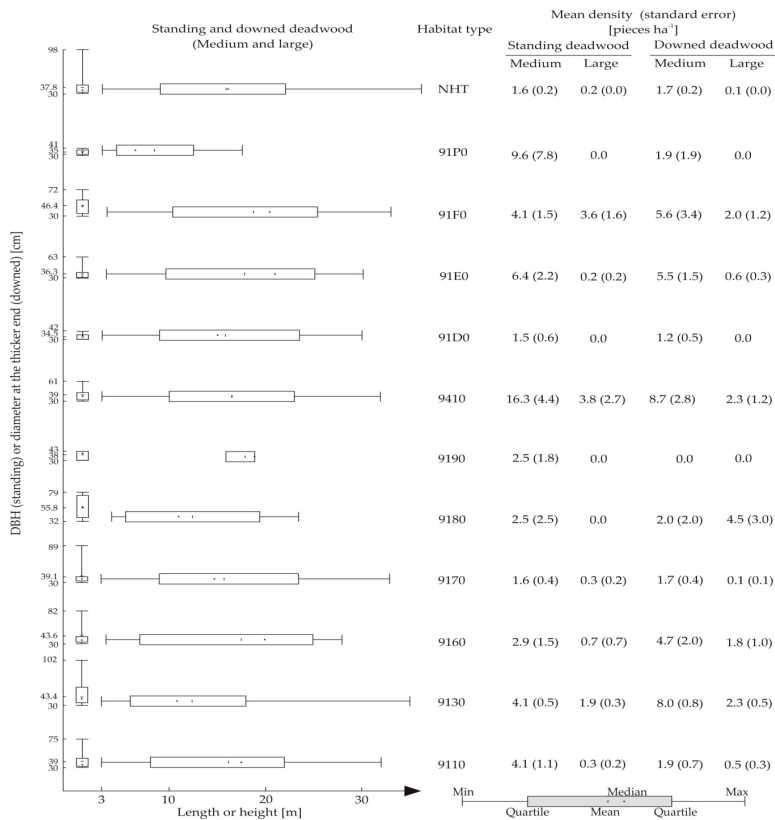 Standing and downed deadwood
(Medium and large)
Habitat type
Mean density (standard error)
[pieces ha⁻¹]
Standing deadwood Downed deadwood
Medium Large Medium Large
98
37.8
30
NHT 1.6 (0.2) 0.2 (0.0) 1.7 (0.2) 0.1 (0.0)
41
35
30
91P0 9.6 (7.8) 0.0 1.9 (1.9) 0.0
72
46.4
30
91F0 4.1 (1.5) 3.6 (1.6) 5.6 (3.4) 2.0 (1.2)
63
36.3
30
91E0 6.4 (2.2) 0.2 (0.2) 5.5 (1.5) 0.6 (0.3)
42
34.5
30
91D0 1.5 (0.6) 0.0 1.2 (0.5) 0.0
61
39
30
9410 16.3 (4.4) 3.8 (2.7) 8.7 (2.8) 2.3 (1.2)
43
38
30
9190 2.5 (1.8) 0.0 0.0 0.0
79
55.8
32
9180 2.5 (2.5) 0.0 2.0 (2.0) 4.5 (3.0)
89
39.1
30
9170 1.6 (0.4) 0.3 (0.2) 1.7 (0.4) 0.1 (0.1)
82
43.6
30
9160 2.9 (1.5) 0.7 (0.7) 4.7 (2.0) 1.8 (1.0)
102
43.4
30
9130 4.1 (0.5) 1.9 (0.3) 8.0 (0.8) 2.3 (0.5)
75
39
30
9110 4.1 (1.1) 0.3 (0.2) 1.9 (0.7) 0.5 (0.3)
DBH (standing) or diameter at the thicker end (downed) [cm]
3 10 20 30
Length or height [m]
Min Median Max
Quartile Mean Quartile